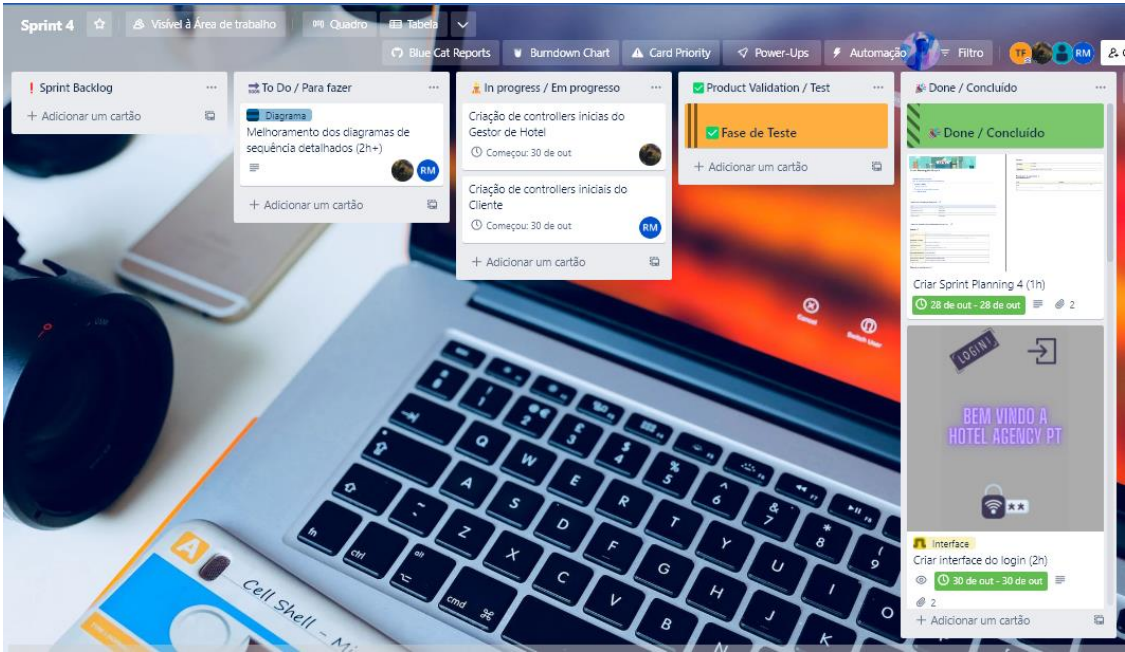 Sprint 4
Visível à Área de trabalho
Quadro
Tabela
Blue Cat Reports
Burndown Chart
Card Priority
Power-Ups
Automação
Filtro
TF
RM
Sprint Backlog
+ Adicionar um cartão
To Do / Para fazer
Diagrama
Melhoramento dos diagramas de
sequência detalhados (2h+)
RM
+ Adicionar um cartão
In progress / Em progresso
Criação de controllers inicias do
Gestor de Hotel
Começou: 30 de out
Criação de controllers iniciais do
Cliente
Começou: 30 de out
RM
+ Adicionar um cartão
Product Validation / Test
Fase de Teste
+ Adicionar um cartão
Done / Concluído
Done / Concluído
Criar Sprint Planning 4 (1h)
28 de out - 28 de out
2
LOGIN!
BEM VINDO A
HOTEL AGENCY PT
**
Interface
Criar interface do login (2h)
30 de out - 30 de out
2
+ Adicionar um cartão
Cancel
Switch User
Cell Shell - Mi